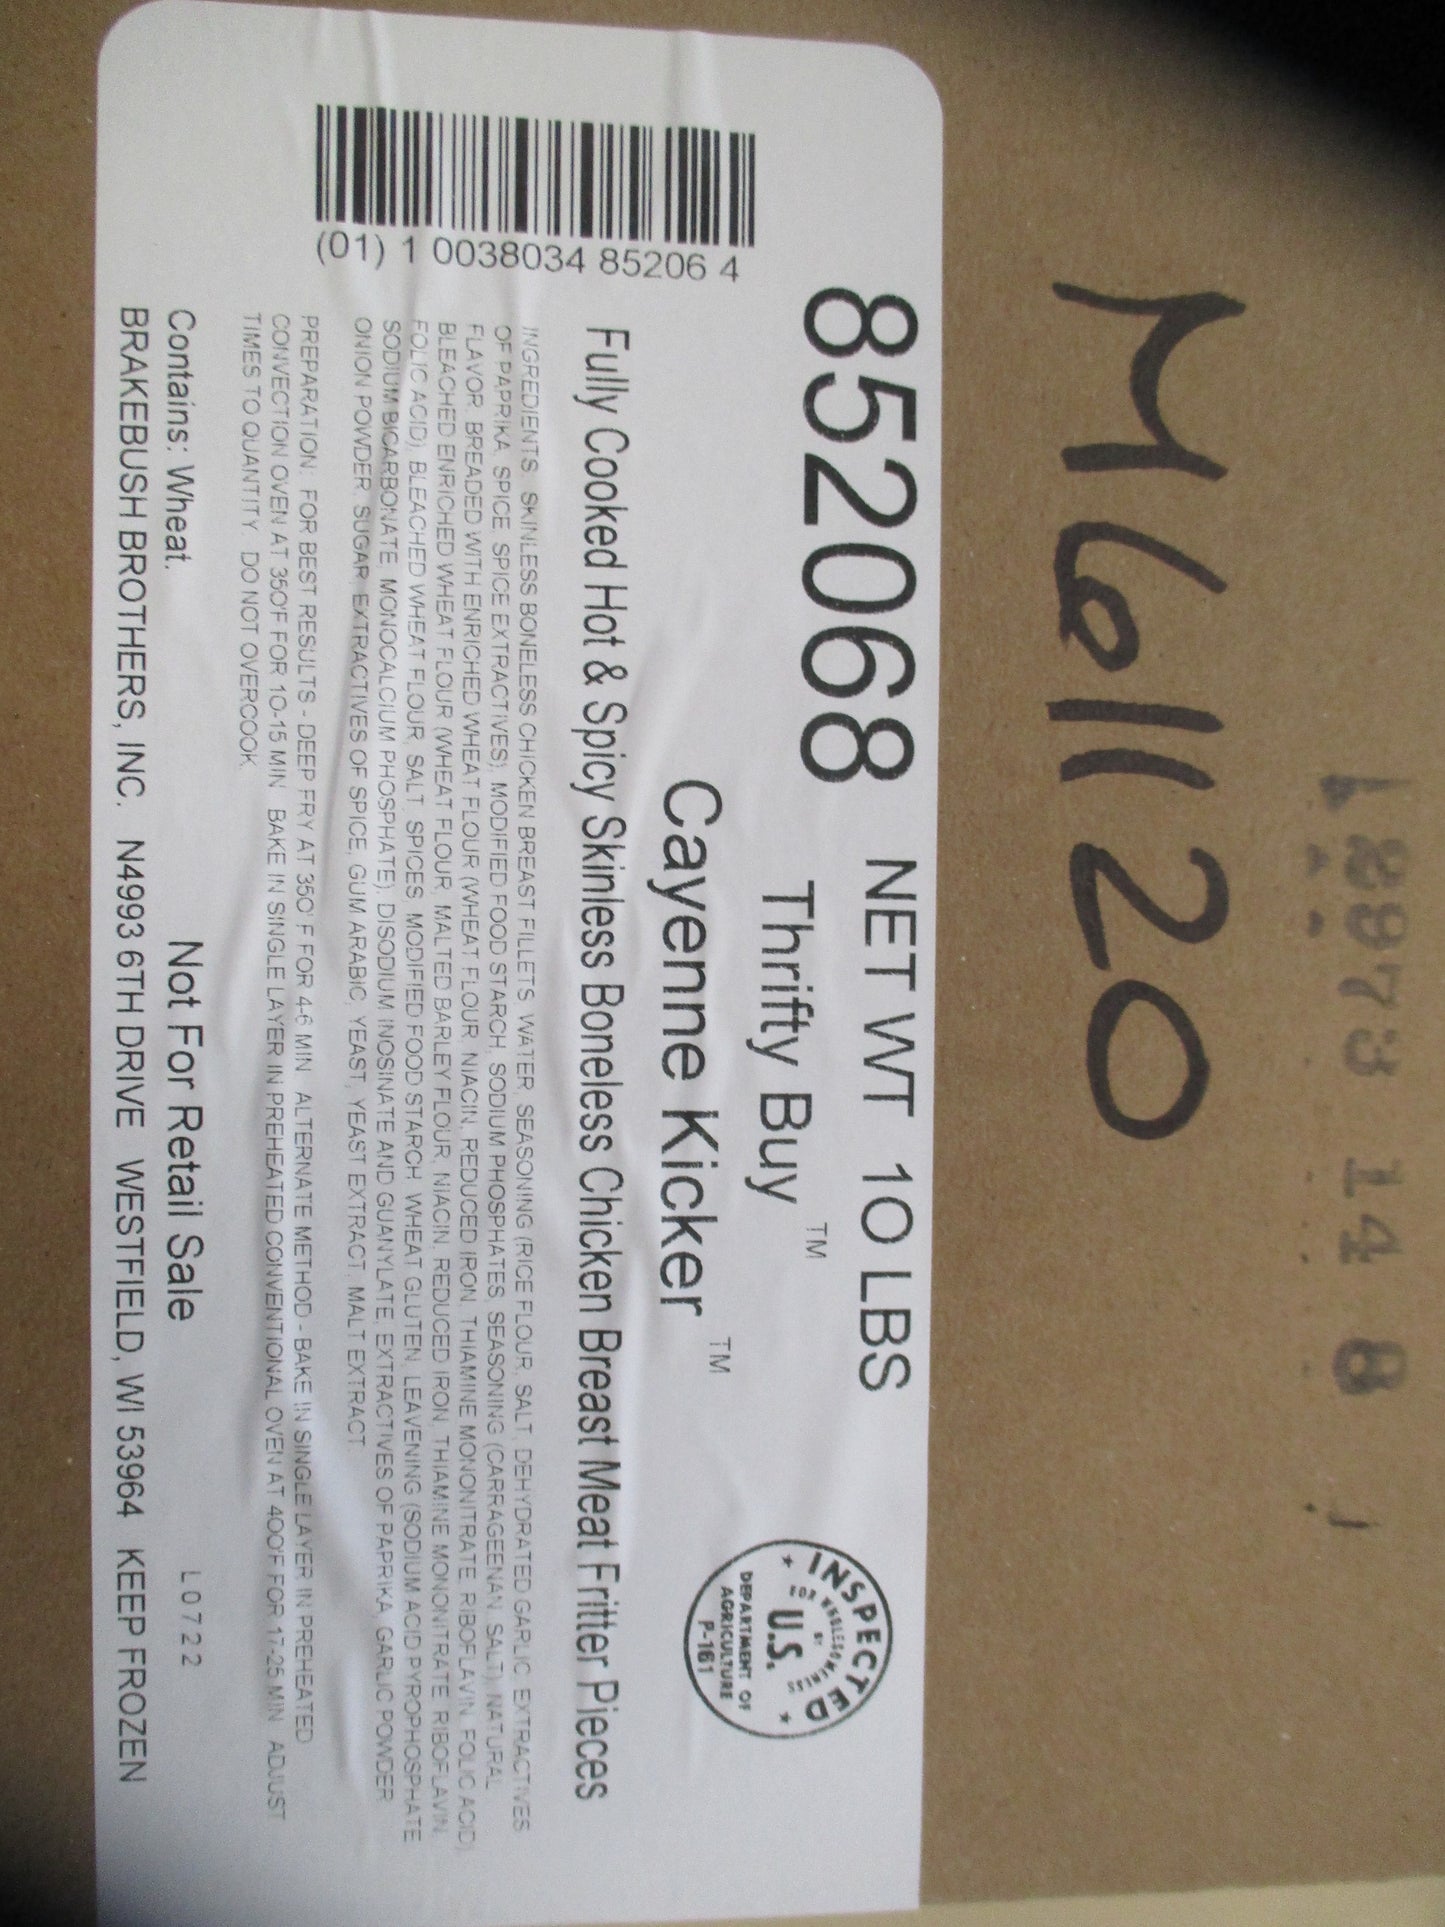 L2973 14 8
M61120
85206 8 NET WT 10 LBS
Thrifty Buy ™
Cayenne Kicker ™
Fully Cooked Hot & Spicy Skinless Boneless Chicken Breast Meat Fritter Pieces
INGREDIENTS: SKINLESS BONELESS CHICKEN BREAST FILLETS, WATER, SEASONING (RICE FLOUR, SALT, DEHYDRATED GARLIC, EXTRACTIVES
OF PAPRIKA, SPICE, SPICE EXTRACTIVES), MODIFIED FOOD STARCH, SODIUM PHOSPHATES, SEASONING (CARRAGEENAN, SALT), NATURAL
FLAVOR. BREADED WITH ENRICHED WHEAT FLOUR (WHEAT FLOUR, NIACIN, REDUCED IRON, THIAMINE MONONITRATE, RIBOFLAVIN, FOLIC ACID),
BLEACHED ENRICHED WHEAT FLOUR (WHEAT FLOUR, MALTED BARLEY FLOUR, NIACIN, REDUCED IRON, THIAMINE MONONITRATE, RIBOFLAVIN,
FOLIC ACID), BLEACHED WHEAT FLOUR, SALT, SPICES, MODIFIED FOOD STARCH, WHEAT GLUTEN, LEAVENING (SODIUM ACID PYROPHOSPHATE,
SODIUM BICARBONATE, MONOCALCIUM PHOSPHATE), DISODIUM INOSINATE AND GUANYLATE, EXTRACTIVES OF PAPRIKA, GARLIC POWDER,
ONION POWDER, SUGAR, EXTRACTIVES OF SPICE, GUM ARABIC, YEAST, YEAST EXTRACT, MALT EXTRACT.
PREPARATION: FOR BEST RESULTS - DEEP FRY AT 350°F FOR 4-6 MIN. ALTERNATE METHOD - BAKE IN SINGLE LAYER IN PREHEATED
CONVECTION OVEN AT 350°F FOR 10-15 MIN. BAKE IN SINGLE LAYER IN PREHEATED CONVENTIONAL OVEN AT 400°F FOR 17-25 MIN. ADJUST
TIMES TO QUANTITY. DO NOT OVERCOOK.
Contains: Wheat. Not For Retail Sale L0722
BRAKEBUSH BROTHERS, INC. N4993 6TH DRIVE WESTFIELD, WI 53964 KEEP FROZEN
(01) 1 0038034 85206 4
INSPECTED
FOR WHOLESOMENESS
BY
U.S.
DEPARTMENT OF
AGRICULTURE
P-161